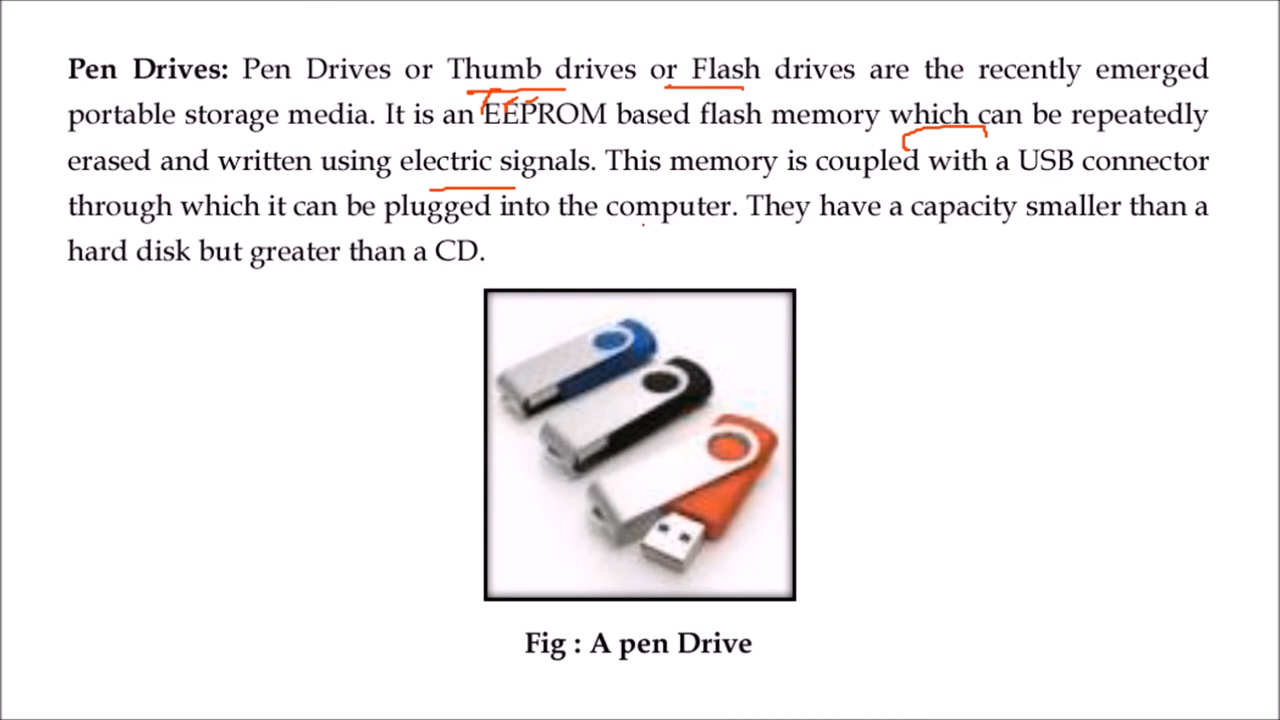 Pen Drives: Pen Drives or Thumb drives or Flash drives are the recently emerged
portable storage media. It is an EEPROM based flash memory which can be repeatedly
erased and written using electric signals. This memory is coupled with a USB connector
through which it can be plugged into the computer. They have a capacity smaller than a
hard disk but greater than a CD.
Fig : A pen Drive